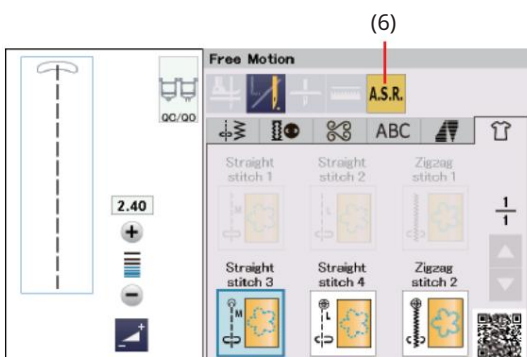 (6)
Free Motion
A.S.R.
QC/QO
ABC
Straight stitch 1
Straight stitch 2
Zigzag stitch 1
M
L
2.40
1
1
Straight stitch 3
Straight stitch 4
Zigzag stitch 2
M
L